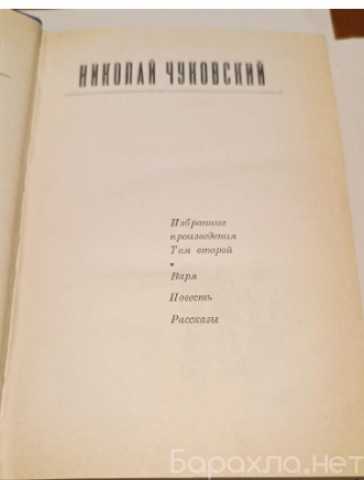 НИКОЛАЙ ЧУКОВСКИЙ
Избранные
произведения
Том второй
•
Варя
Повесть
Рассказы
Барахла.нет